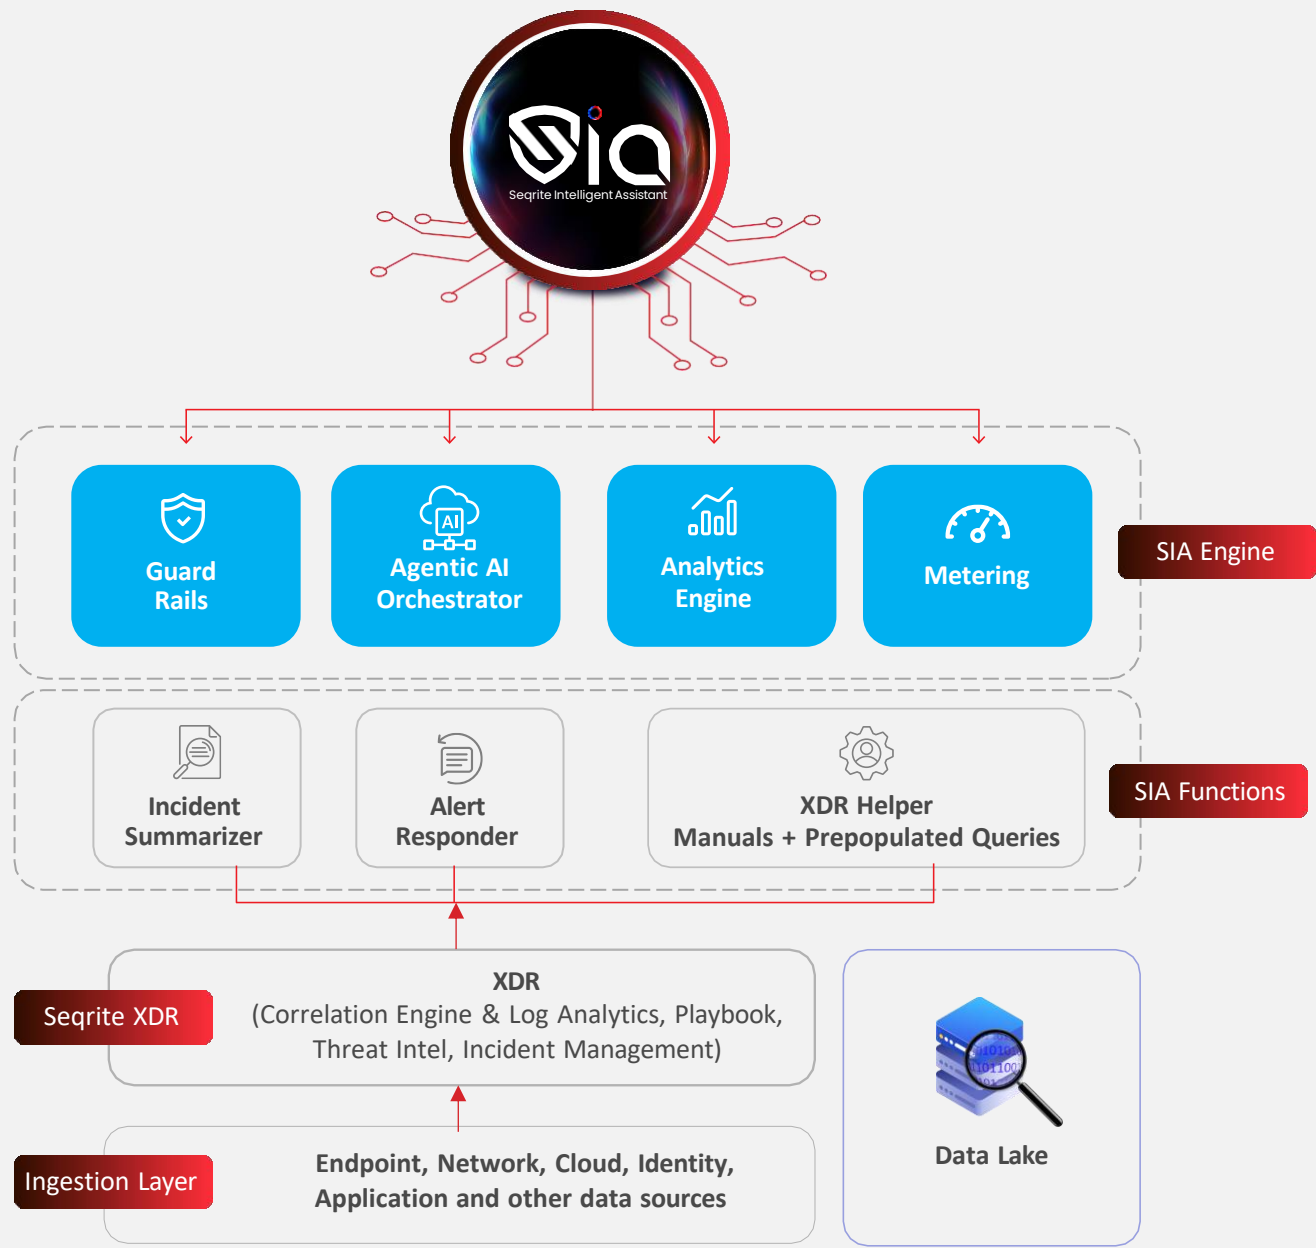 Sia
Seqrite Intelligent Assistant
Guard
Rails
AI
Agentic AI
Orchestrator
Analytics
Engine
Metering
SIA Engine
Incident
Summarizer
Alert
Responder
XDR Helper
Manuals + Prepopulated Queries
SIA Functions
Seqrite XDR
XDR
(Correlation Engine & Log Analytics, Playbook,
Threat Intel, Incident Management)
Ingestion Layer
Endpoint, Network, Cloud, Identity,
Application and other data sources
Data Lake